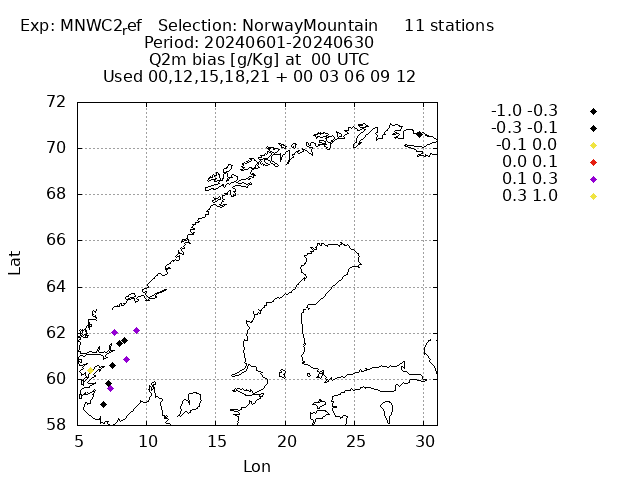 Exp: MNWC2ref   Selection: NorwayMountain     11 stations
Period: 20240601-20240630
Q2m bias [g/Kg] at  00 UTC
Used 00,12,15,18,21 + 00 03 06 09 12
-1.0 -0.3
-0.3 -0.1
-0.1 0.0
0.0 0.1
0.1 0.3
0.3 1.0
72
70
68
66
64
62
60
58
Lat
5 10 15 20 25 30
Lon